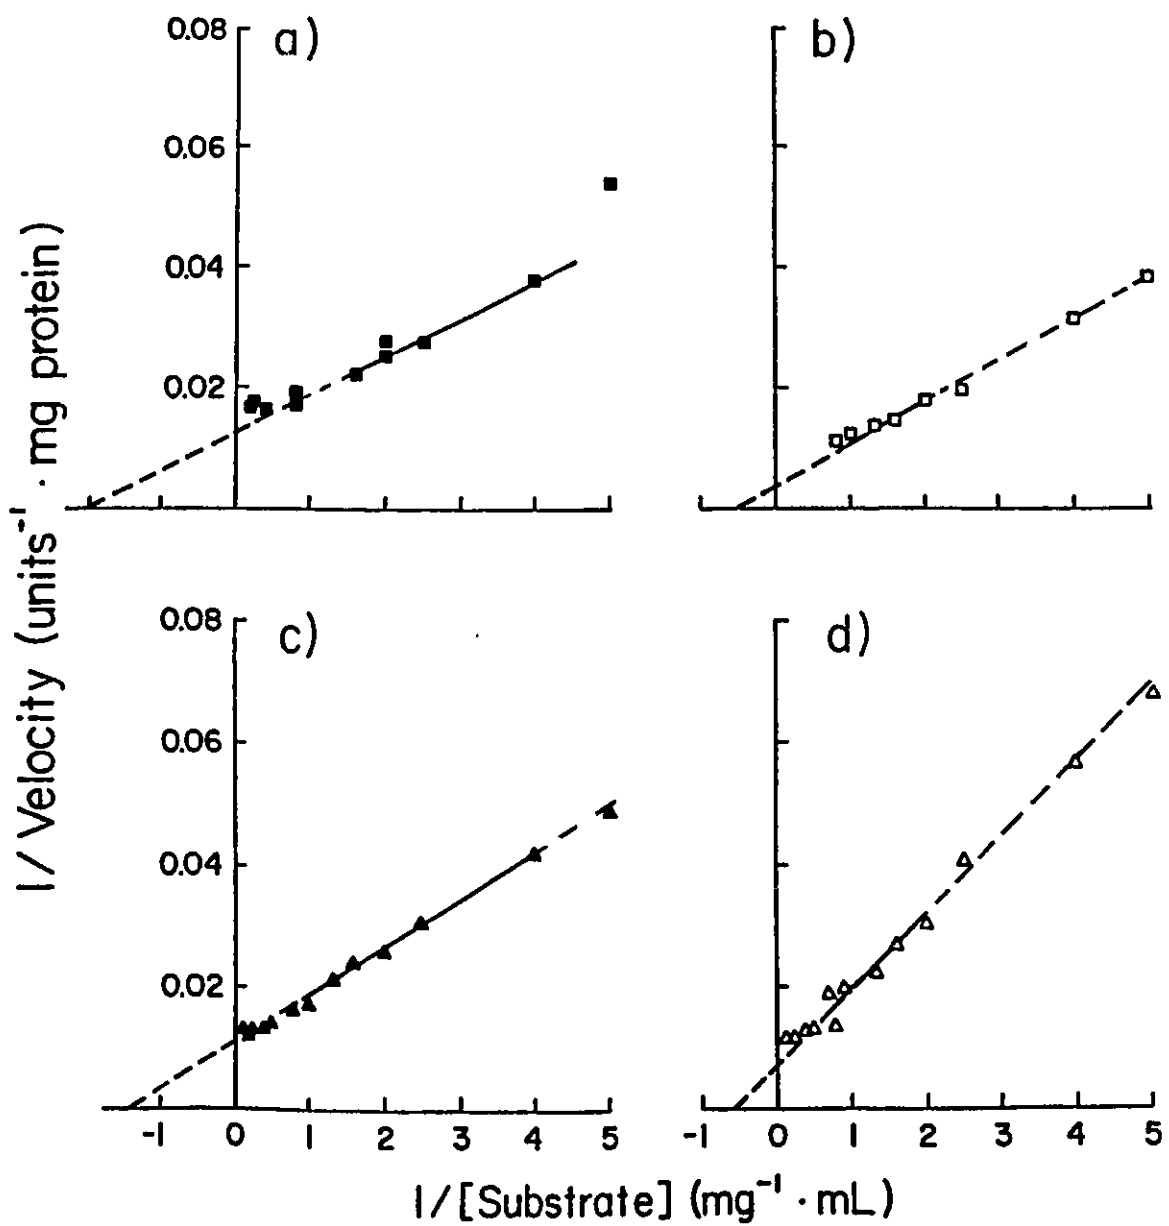 a)
0.08
0.06
0.04
0.02
b)
-1 0 1 2 3 4 5
c)
0.08
0.06
0.04
0.02
d)
-1 0 1 2 3 4 5
1/Velocity (units⁻¹ · mg protein)
1/[Substrate] (mg⁻¹ · mL)